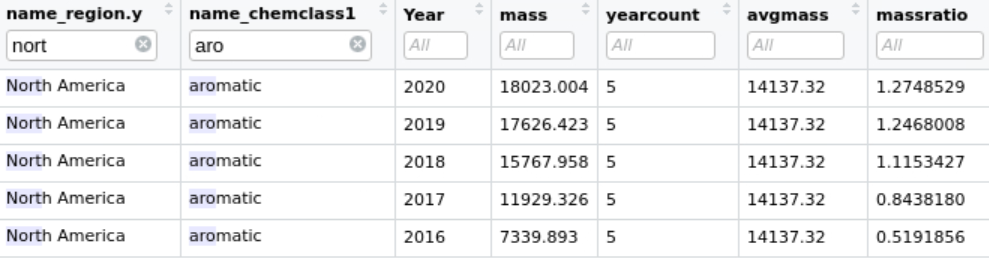 name_region.y name_chemclass1 Year mass yearcount avgmass massratio
nort aro All All All All All
North America aromatic 2020 18023.004 5 14137.32 1.2748529
North America aromatic 2019 17626.423 5 14137.32 1.2468008
North America aromatic 2018 15767.958 5 14137.32 1.1153427
North America aromatic 2017 11929.326 5 14137.32 0.8438180
North America aromatic 2016 7339.893 5 14137.32 0.5191856